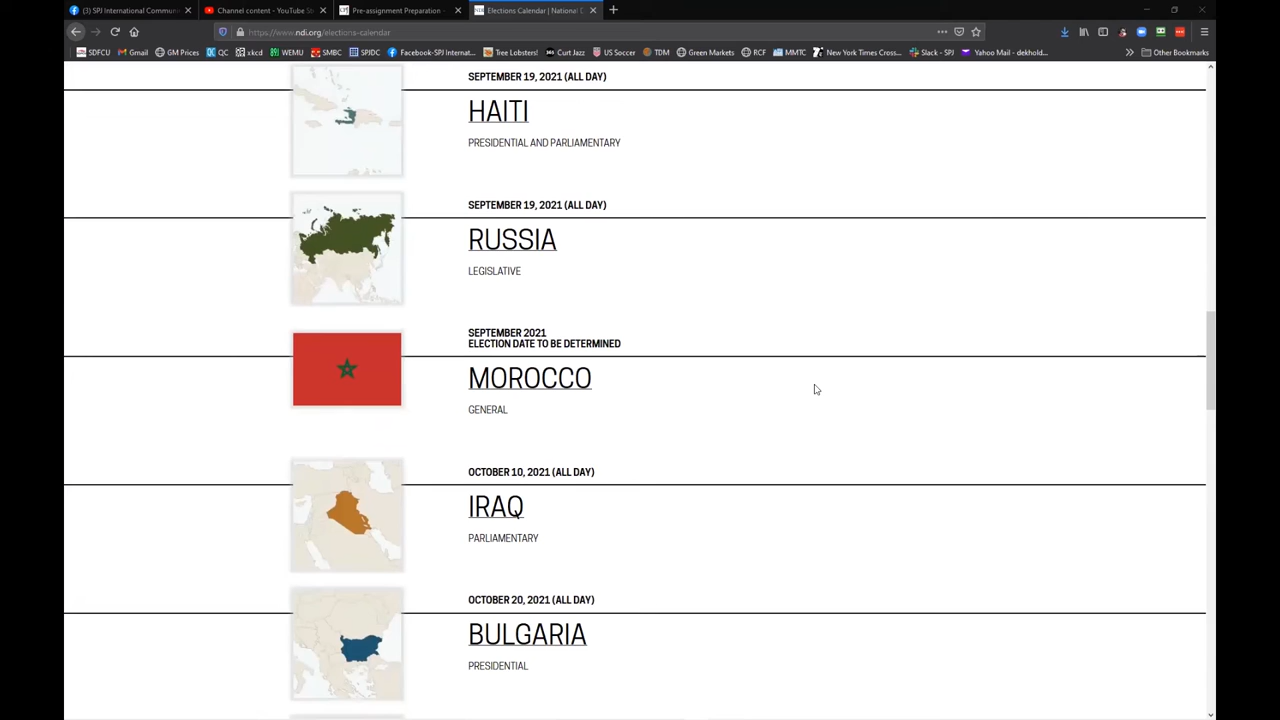 (3) SPJ International Commun
Channel content - YouTube St
Pre-assignment Preparation -
Elections Calendar | National D
https://www.ndi.org/elections-calendar
SDFCU
Gmail
GM Prices
QC
xkcd
WEMU
SMBC
SPJDC
Facebook-SPJ Internat...
Tree Lobsters!
Curt Jazz
US Soccer
TDM
Green Markets
RCF
MMTC
New York Times Cross...
Slack - SPJ
Yahoo Mail - dekhold...
Other Bookmarks
SEPTEMBER 19, 2021 (ALL DAY)
HAITI
PRESIDENTIAL AND PARLIAMENTARY
SEPTEMBER 19, 2021 (ALL DAY)
RUSSIA
LEGISLATIVE
SEPTEMBER 2021
ELECTION DATE TO BE DETERMINED
MOROCCO
GENERAL
OCTOBER 10, 2021 (ALL DAY)
IRAQ
PARLIAMENTARY
OCTOBER 20, 2021 (ALL DAY)
BULGARIA
PRESIDENTIAL